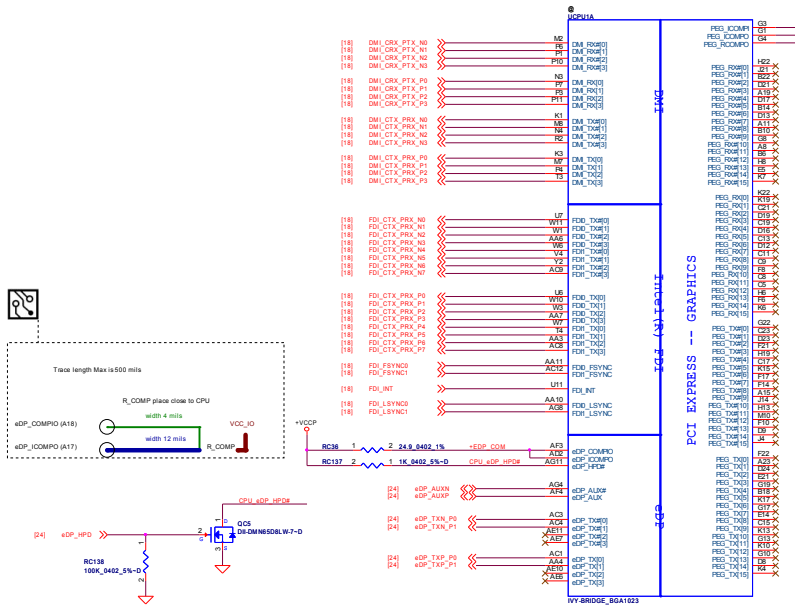 @
UCPU1A
[18] DMI_CRX_PTX_N0 M2 DMI_RX#[0]
[18] DMI_CRX_PTX_N1 P6 DMI_RX#[1]
[18] DMI_CRX_PTX_N2 P1 DMI_RX#[2]
[18] DMI_CRX_PTX_N3 P10 DMI_RX#[3]
[18] DMI_CRX_PTX_P0 N3 DMI_RX[0]
[18] DMI_CRX_PTX_P1 P7 DMI_RX[1]
[18] DMI_CRX_PTX_P2 P3 DMI_RX[2]
[18] DMI_CRX_PTX_P3 P11 DMI_RX[3]
[18] DMI_CTX_PRX_N0 K1 DMI_TX#[0]
[18] DMI_CTX_PRX_N1 M8 DMI_TX#[1]
[18] DMI_CTX_PRX_N2 N4 DMI_TX#[2]
[18] DMI_CTX_PRX_N3 R2 DMI_TX#[3]
[18] DMI_CTX_PRX_P0 K3 DMI_TX[0]
[18] DMI_CTX_PRX_P1 M7 DMI_TX[1]
[18] DMI_CTX_PRX_P2 P4 DMI_TX[2]
[18] DMI_CTX_PRX_P3 T3 DMI_TX[3]
DMI
[18] FDI_CTX_PRX_N0 U7 FDI0_TX#[0]
[18] FDI_CTX_PRX_N1 W11 FDI0_TX#[1]
[18] FDI_CTX_PRX_N2 W1 FDI0_TX#[2]
[18] FDI_CTX_PRX_N3 AA6 FDI0_TX#[3]
[18] FDI_CTX_PRX_N4 W6 FDI1_TX#[0]
[18] FDI_CTX_PRX_N5 V4 FDI1_TX#[1]
[18] FDI_CTX_PRX_N6 Y2 FDI1_TX#[2]
[18] FDI_CTX_PRX_N7 AC9 FDI1_TX#[3]
[18] FDI_CTX_PRX_P0 U6 FDI0_TX[0]
[18] FDI_CTX_PRX_P1 W10 FDI0_TX[1]
[18] FDI_CTX_PRX_P2 W3 FDI0_TX[2]
[18] FDI_CTX_PRX_P3 AA7 FDI0_TX[3]
[18] FDI_CTX_PRX_P4 W7 FDI1_TX[0]
[18] FDI_CTX_PRX_P5 T4 FDI1_TX[1]
[18] FDI_CTX_PRX_P6 AA3 FDI1_TX[2]
[18] FDI_CTX_PRX_P7 AC8 FDI1_TX[3]
[18] FDI_FSYNC0 AA11 FDI0_FSYNC
[18] FDI_FSYNC1 AC12 FDI1_FSYNC
[18] FDI_INT U11 FDI_INT
[18] FDI_LSYNC0 AA10 FDI0_LSYNC
[18] FDI_LSYNC1 AG8 FDI1_LSYNC
Intel(R) FDI
+VCCP
RC36 1 2 24.9_0402_1% +EDP_COM AF3 eDP_COMPIO
AD2 eDP_ICOMPO
RC137 2 1 1K_0402_5%~D CPU_eDP_HPD# AG11 eDP_HPD#
[24] eDP_AUXN AG4 eDP_AUX#
[24] eDP_AUXP AF4 eDP_AUX
[24] eDP_TXN_P0 AC3 eDP_TX#[0]
[24] eDP_TXN_P1 AC4 eDP_TX#[1]
AE11 eDP_TX#[2]
AE7 eDP_TX#[3]
[24] eDP_TXP_P0 AC1 eDP_TX[0]
[24] eDP_TXP_P1 AA4 eDP_TX[1]
AE10 eDP_TX[2]
AE6 eDP_TX[3]
eDP
IVY-BRIDGE_BGA1023
PEG_ICOMPI G3
PEG_ICOMPO G1
PEG_RCOMPO G4
PEG_RX#[0] H22
PEG_RX#[1] J21
PEG_RX#[2] B22
PEG_RX#[3] D21
PEG_RX#[4] A19
PEG_RX#[5] D17
PEG_RX#[6] B14
PEG_RX#[7] D13
PEG_RX#[8] A11
PEG_RX#[9] B10
PEG_RX#[10] G8
PEG_RX#[11] A8
PEG_RX#[12] B6
PEG_RX#[13] H8
PEG_RX#[14] E5
PEG_RX#[15] K7
PEG_RX[0] K22
PEG_RX[1] K19
PEG_RX[2] C21
PEG_RX[3] D19
PEG_RX[4] C19
PEG_RX[5] D16
PEG_RX[6] C13
PEG_RX[7] D12
PEG_RX[8] C11
PEG_RX[9] C9
PEG_RX[10] F8
PEG_RX[11] C8
PEG_RX[12] C5
PEG_RX[13] H6
PEG_RX[14] F6
PEG_RX[15] K6
PEG_TX#[0] G22
PEG_TX#[1] C23
PEG_TX#[2] D23
PEG_TX#[3] F21
PEG_TX#[4] H19
PEG_TX#[5] C17
PEG_TX#[6] K15
PEG_TX#[7] F17
PEG_TX#[8] F14
PEG_TX#[9] A15
PEG_TX#[10] J14
PEG_TX#[11] H13
PEG_TX#[12] M10
PEG_TX#[13] F10
PEG_TX#[14] D9
PEG_TX#[15] J4
PEG_TX[0] F22
PEG_TX[1] A23
PEG_TX[2] D24
PEG_TX[3] E21
PEG_TX[4] G19
PEG_TX[5] B18
PEG_TX[6] K17
PEG_TX[7] G17
PEG_TX[8] E14
PEG_TX[9] C15
PEG_TX[10] K13
PEG_TX[11] G13
PEG_TX[12] K10
PEG_TX[13] G10
PEG_TX[14] D8
PEG_TX[15] K4
PCI EXPRESS -- GRAPHICS
Trace length Max is 500 mils
R_COMP place close to CPU
width 4 mils
eDP_COMPIO (A18)
VCC_IO
width 12 mils
eDP_ICOMPO (A17)
R_COMP
CPU_eDP_HPD#
[24] eDP_HPD 2 G
1 D
3 S
QC5
DII-DMN65D8LW-7~D
RC138
100K_0402_5%~D
1
2